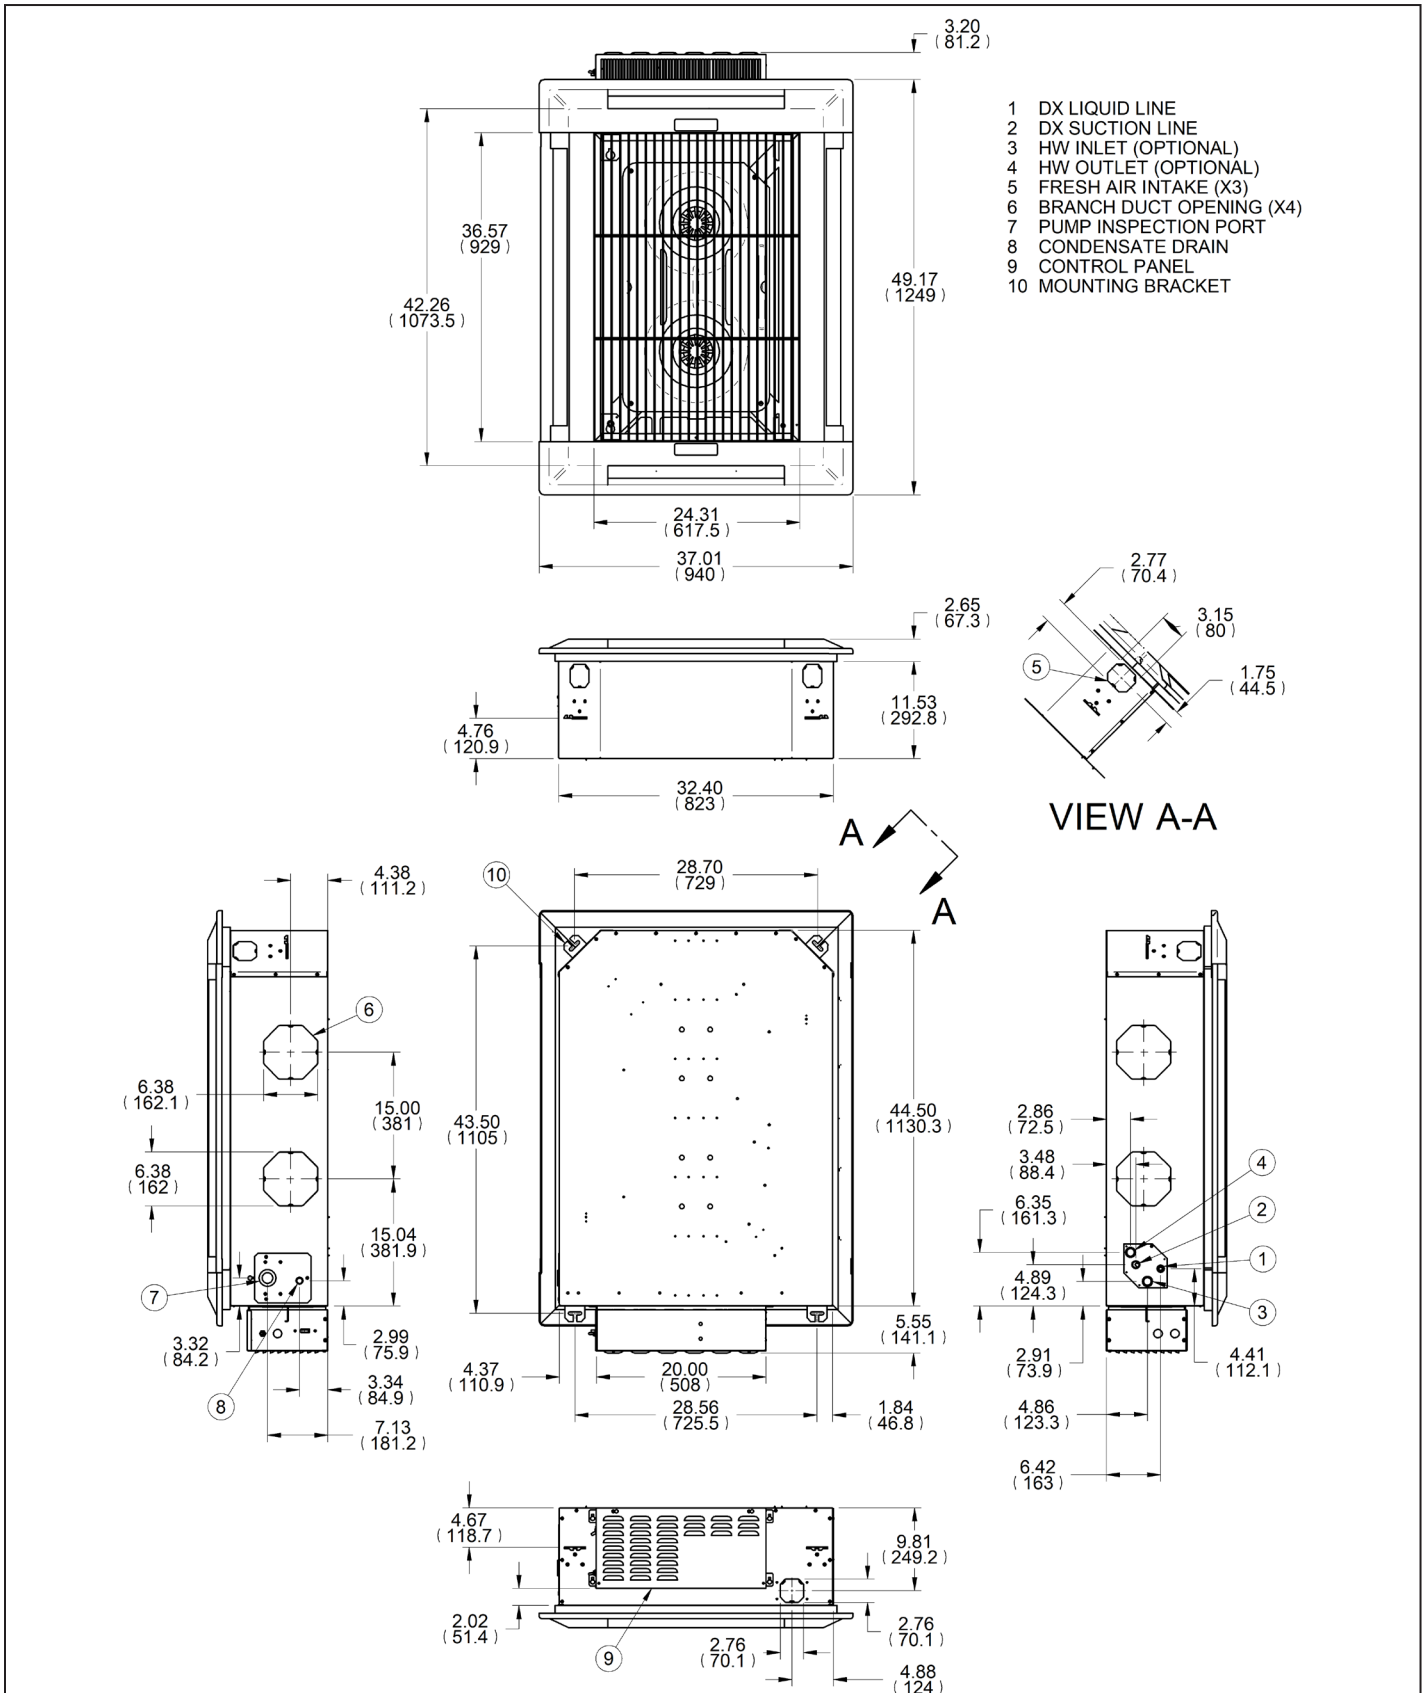 3.20
( 81.2 )
1 DX LIQUID LINE
2 DX SUCTION LINE
3 HW INLET (OPTIONAL)
4 HW OUTLET (OPTIONAL)
5 FRESH AIR INTAKE (X3)
6 BRANCH DUCT OPENING (X4)
7 PUMP INSPECTION PORT
8 CONDENSATE DRAIN
9 CONTROL PANEL
10 MOUNTING BRACKET
36.57
( 929 )
49.17
( 1249 )
42.26
( 1073.5 )
24.31
( 617.5 )
37.01
( 940 )
2.77
( 70.4 )
2.65
( 67.3 )
3.15
( 80 )
5
1.75
( 44.5 )
11.53
( 292.8 )
4.76
( 120.9 )
32.40
( 823 )
VIEW A-A
A
A
10
28.70
( 729 )
4.38
( 111.2 )
6
6.38
( 162.1 )
15.00
( 381 )
43.50
( 1105 )
44.50
( 1130.3 )
2.86
( 72.5 )
6.38
( 162 )
3.48
( 88.4 )
4
6.35
( 161.3 )
2
15.04
( 381.9 )
1
4.89
( 124.3 )
7
3
5.55
( 141.1 )
3.32
( 84.2 )
2.99
( 75.9 )
2.91
( 73.9 )
4.41
( 112.1 )
4.37
( 110.9 )
20.00
( 508 )
3.34
( 84.9 )
8
28.56
( 725.5 )
1.84
( 46.8 )
4.86
( 123.3 )
7.13
( 181.2 )
6.42
( 163 )
4.67
( 118.7 )
9.81
( 249.2 )
2.02
( 51.4 )
9
2.76
( 70.1 )
2.76
( 70.1 )
4.88
( 124 )